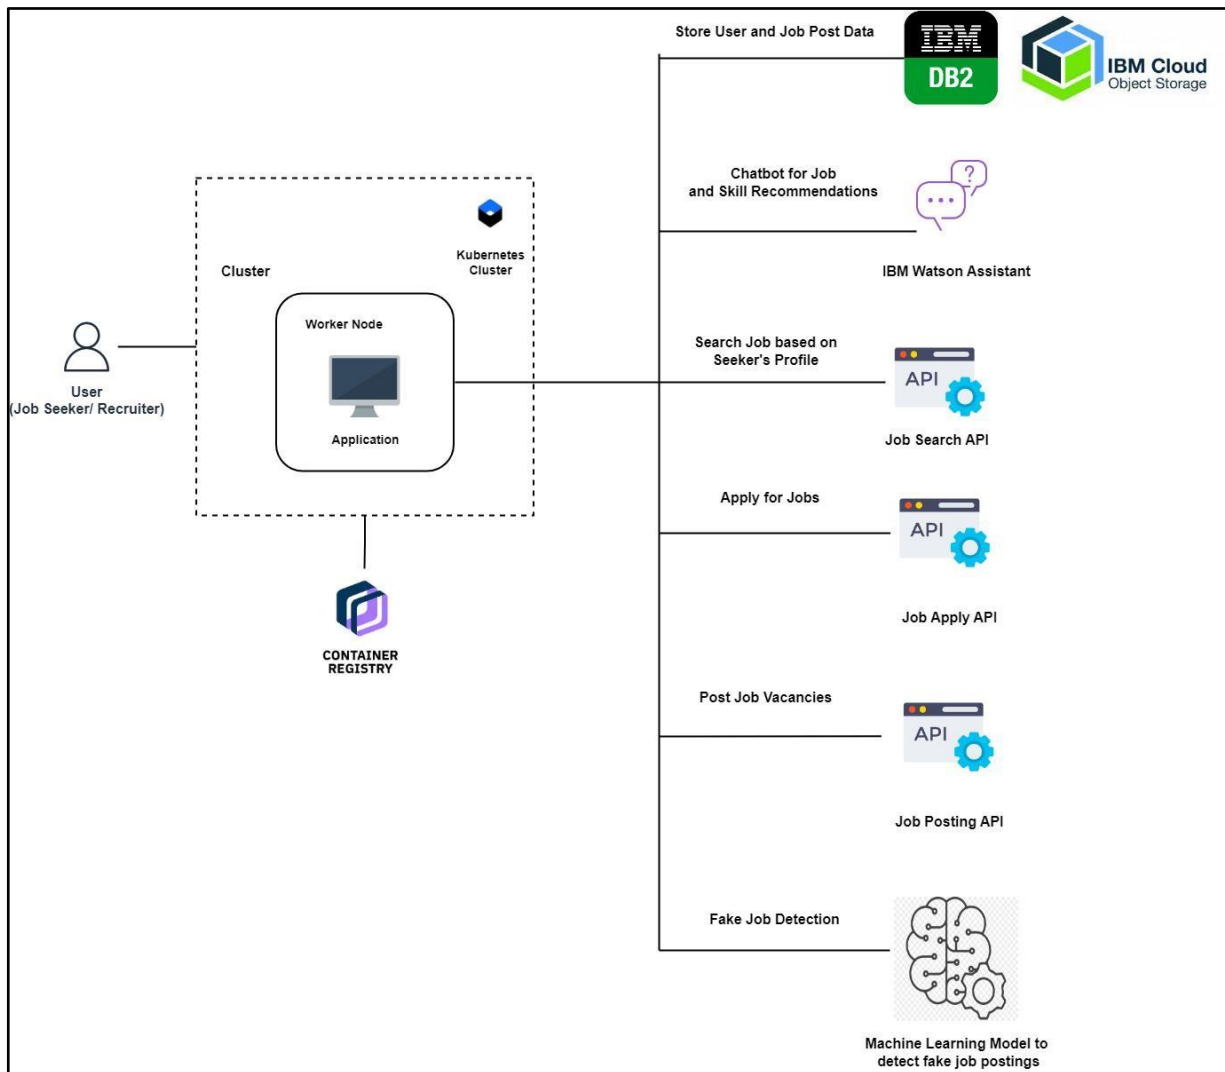 Store User and Job Post Data
IBM
DB2
IBM Cloud
Object Storage
Chatbot for Job
and Skill Recommendations
?
IBM Watson Assistant
Kubernetes
Cluster
Cluster
Worker Node
Application
User
(Job Seeker/ Recruiter)
CONTAINER
REGISTRY
Search Job based on
Seeker's Profile
API
Job Search API
Apply for Jobs
API
Job Apply API
Post Job Vacancies
API
Job Posting API
Fake Job Detection
Machine Learning Model to
detect fake job postings